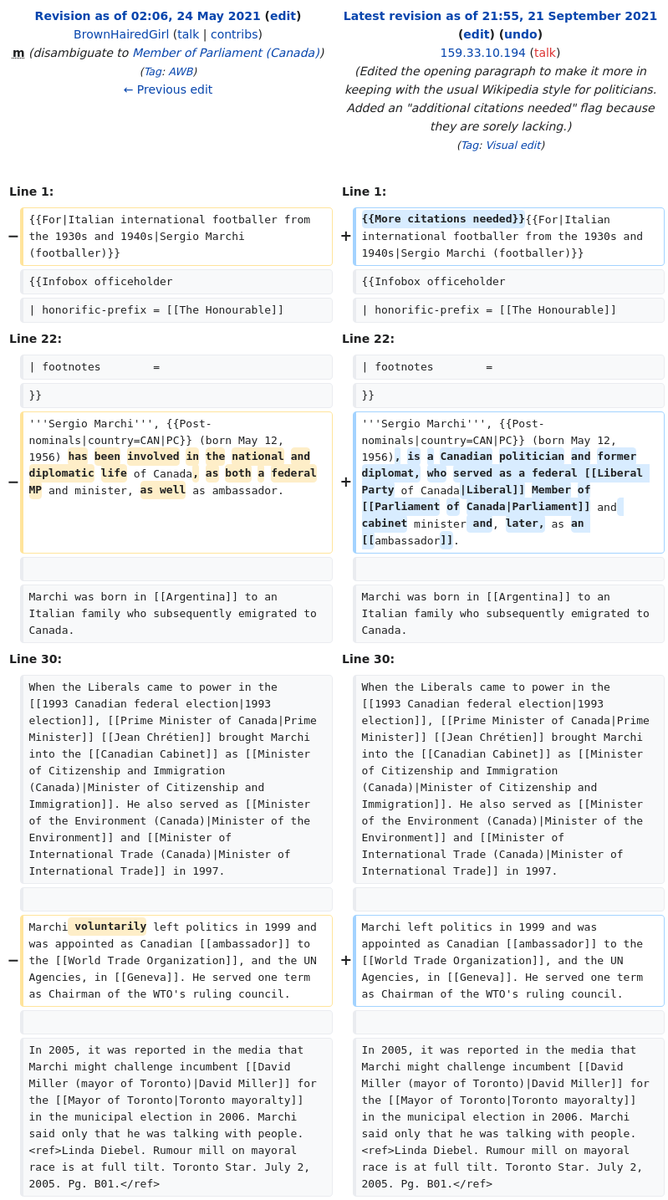 Revision as of 02:06, 24 May 2021 (edit)
BrownHairedGirl (talk | contribs)
m (disambiguate to Member of Parliament (Canada))
(Tag: AWB)
← Previous edit
Latest revision as of 21:55, 21 September 2021
(edit) (undo)
159.33.10.194 (talk)
(Edited the opening paragraph to make it more in
keeping with the usual Wikipedia style for politicians.
Added an "additional citations needed" flag because
they are sorely lacking.)
(Tag: Visual edit)
Line 1:
Line 1:
−
{{For|Italian international footballer from
the 1930s and 1940s|Sergio Marchi
(footballer)}}
+
{{More citations needed}}{{For|Italian
international footballer from the 1930s and
1940s|Sergio Marchi (footballer)}}
{{Infobox officeholder
{{Infobox officeholder
| honorific-prefix = [[The Honourable]]
| honorific-prefix = [[The Honourable]]
Line 22:
Line 22:
| footnotes       =
| footnotes       =
}}
}}
−
'''Sergio Marchi''', {{Post-
nominals|country=CAN|PC}} (born May 12,
1956) has been involved in the national and
diplomatic life of Canada, as both a federal
MP and minister, as well as ambassador.
+
'''Sergio Marchi''', {{Post-
nominals|country=CAN|PC}} (born May 12,
1956), is a Canadian politician and former
diplomat, who served as a federal [[Liberal
Party of Canada|Liberal]] Member of
[[Parliament of Canada|Parliament]] and
cabinet minister and, later, as an
[[ambassador]].
Marchi was born in [[Argentina]] to an
Italian family who subsequently emigrated to
Canada.
Marchi was born in [[Argentina]] to an
Italian family who subsequently emigrated to
Canada.
Line 30:
Line 30:
When the Liberals came to power in the
[[1993 Canadian federal election|1993
election]], [[Prime Minister of Canada|Prime
Minister]] [[Jean Chrétien]] brought Marchi
into the [[Canadian Cabinet]] as [[Minister
of Citizenship and Immigration
(Canada)|Minister of Citizenship and
Immigration]]. He also served as [[Minister
of the Environment (Canada)|Minister of the
Environment]] and [[Minister of
International Trade (Canada)|Minister of
International Trade]] in 1997.
When the Liberals came to power in the
[[1993 Canadian federal election|1993
election]], [[Prime Minister of Canada|Prime
Minister]] [[Jean Chrétien]] brought Marchi
into the [[Canadian Cabinet]] as [[Minister
of Citizenship and Immigration
(Canada)|Minister of Citizenship and
Immigration]]. He also served as [[Minister
of the Environment (Canada)|Minister of the
Environment]] and [[Minister of
International Trade (Canada)|Minister of
International Trade]] in 1997.
−
Marchi voluntarily left politics in 1999 and
was appointed as Canadian [[ambassador]] to
the [[World Trade Organization]], and the UN
Agencies, in [[Geneva]]. He served one term
as Chairman of the WTO's ruling council.
+
Marchi left politics in 1999 and was
appointed as Canadian [[ambassador]] to the
[[World Trade Organization]], and the UN
Agencies, in [[Geneva]]. He served one term
as Chairman of the WTO's ruling council.
In 2005, it was reported in the media that
Marchi might challenge incumbent [[David
Miller (mayor of Toronto)|David Miller]] for
the [[Mayor of Toronto|Toronto mayoralty]]
in the municipal election in 2006. Marchi
said only that he was talking with people.
<ref>Linda Diebel. Rumour mill on mayoral
race is at full tilt. Toronto Star. July 2,
2005. Pg. B01.</ref>
In 2005, it was reported in the media that
Marchi might challenge incumbent [[David
Miller (mayor of Toronto)|David Miller]] for
the [[Mayor of Toronto|Toronto mayoralty]]
in the municipal election in 2006. Marchi
said only that he was talking with people.
<ref>Linda Diebel. Rumour mill on mayoral
race is at full tilt. Toronto Star. July 2,
2005. Pg. B01.</ref>